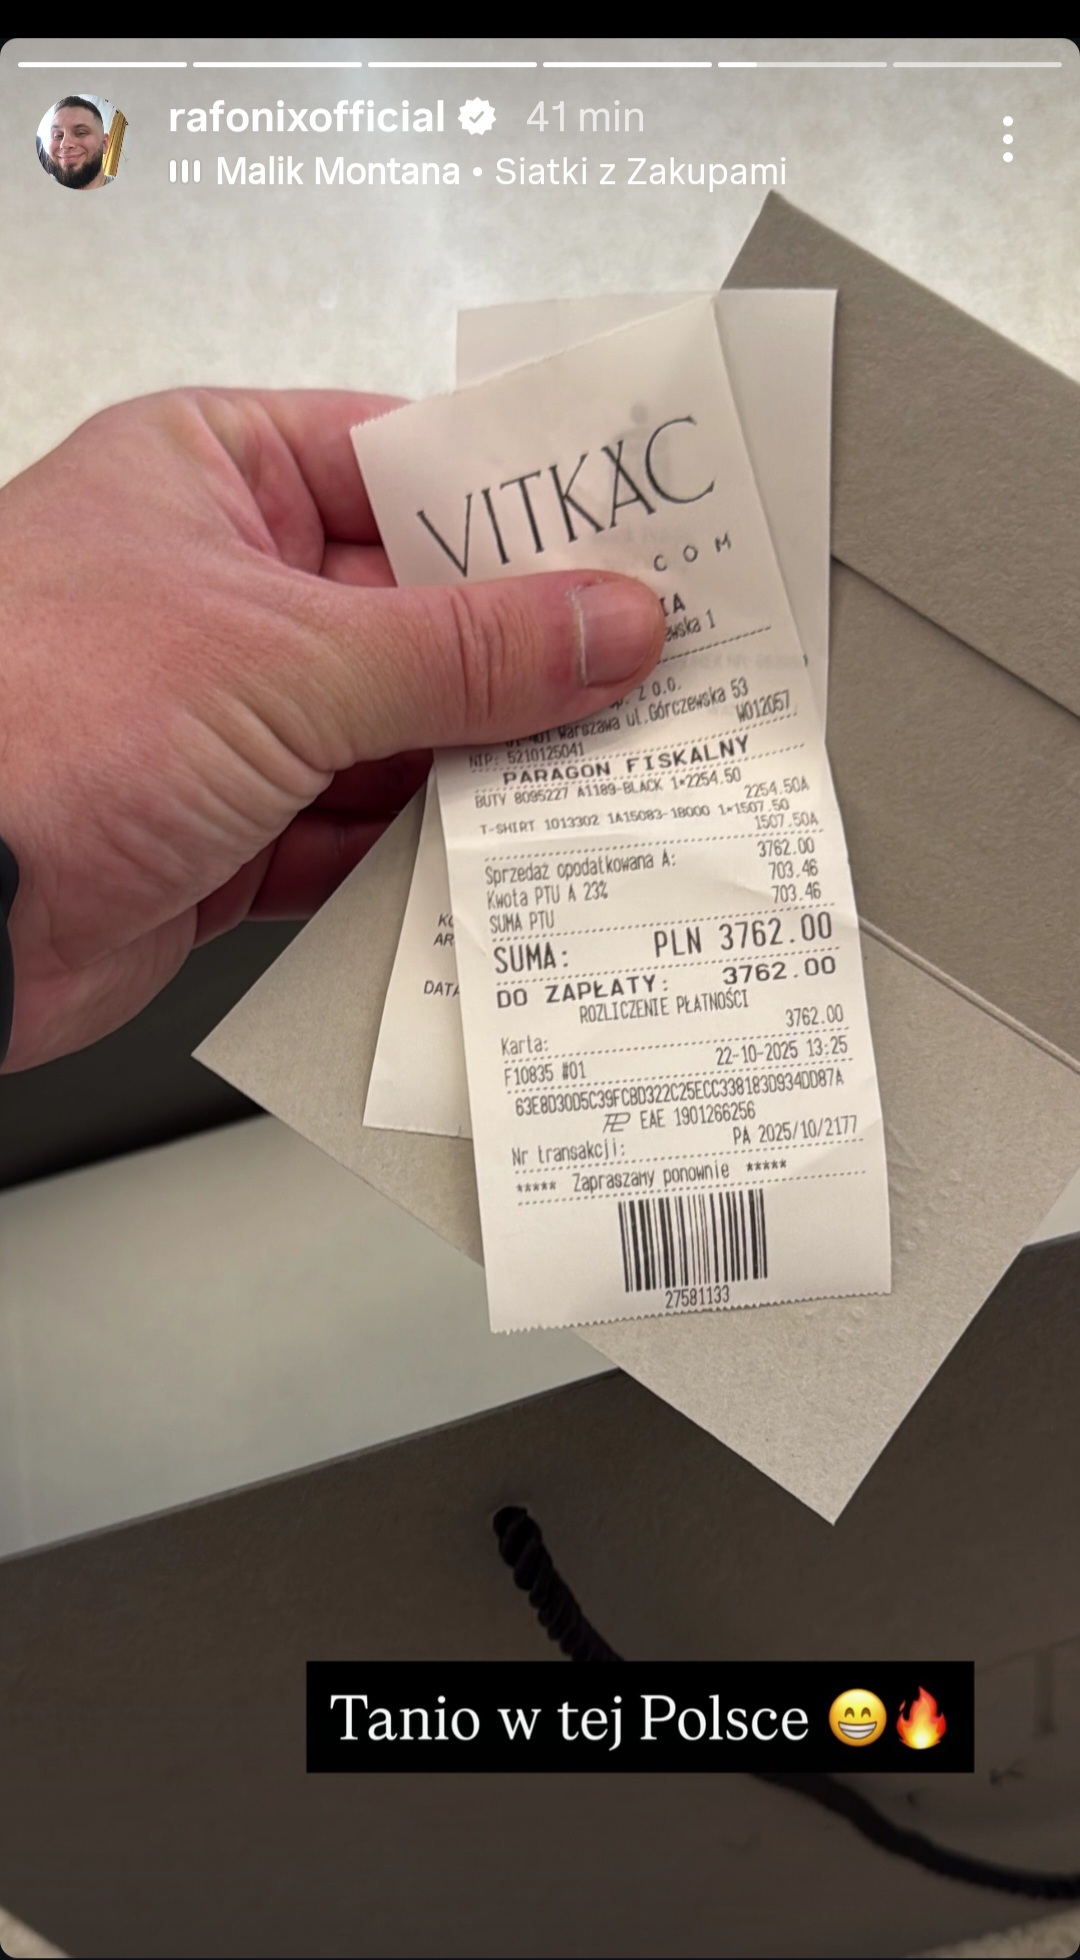 rafonixofficial 41 min
Malik Montana • Siatki z Zakupami
VITKAC
COM
1
Z o.o.
Warszawa ul.Górczewska 53
NIP: 5210125041 W012057
PARAGON FISKALNY
BUTY 8095227 A1189-BLACK 1*2254.50
2254.50A
T-SHIRT 1013302 1A15083-18000 1*1507.50
1507.50A
Sprzedaż opodatkowana A: 3762.00
Kwota PTU A 23% 703.46
SUMA PTU 703.46
SUMA: PLN 3762.00
DO ZAPŁATY: 3762.00
ROZLICZENIE PŁATNOŚCI
Karta: 3762.00
F10835 #01 22-10-2025 13:25
63E8D30D5C39FCBD322C25ECC338183D934DD87A
EAE 1901266256
Nr transakcji: PA 2025/10/2177
***** Zapraszamy ponownie *****
27581133
Tanio w tej Polsce 😁🔥